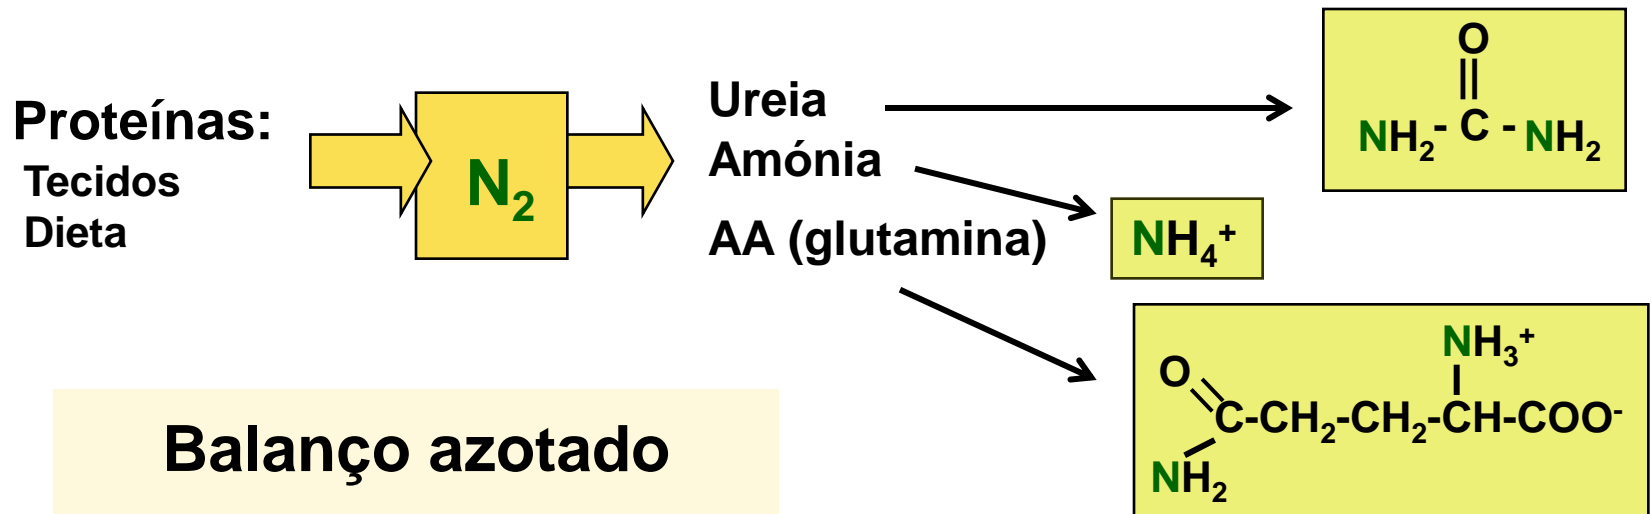 Proteínas:
Tecidos
Dieta
N₂
Ureia
Amónia
AA (glutamina)
O
||
NH₂- C - NH₂
NH₄⁺
NH₃⁺
O
C-CH₂-CH₂-CH-COO⁻
NH₂
Balanço azotado